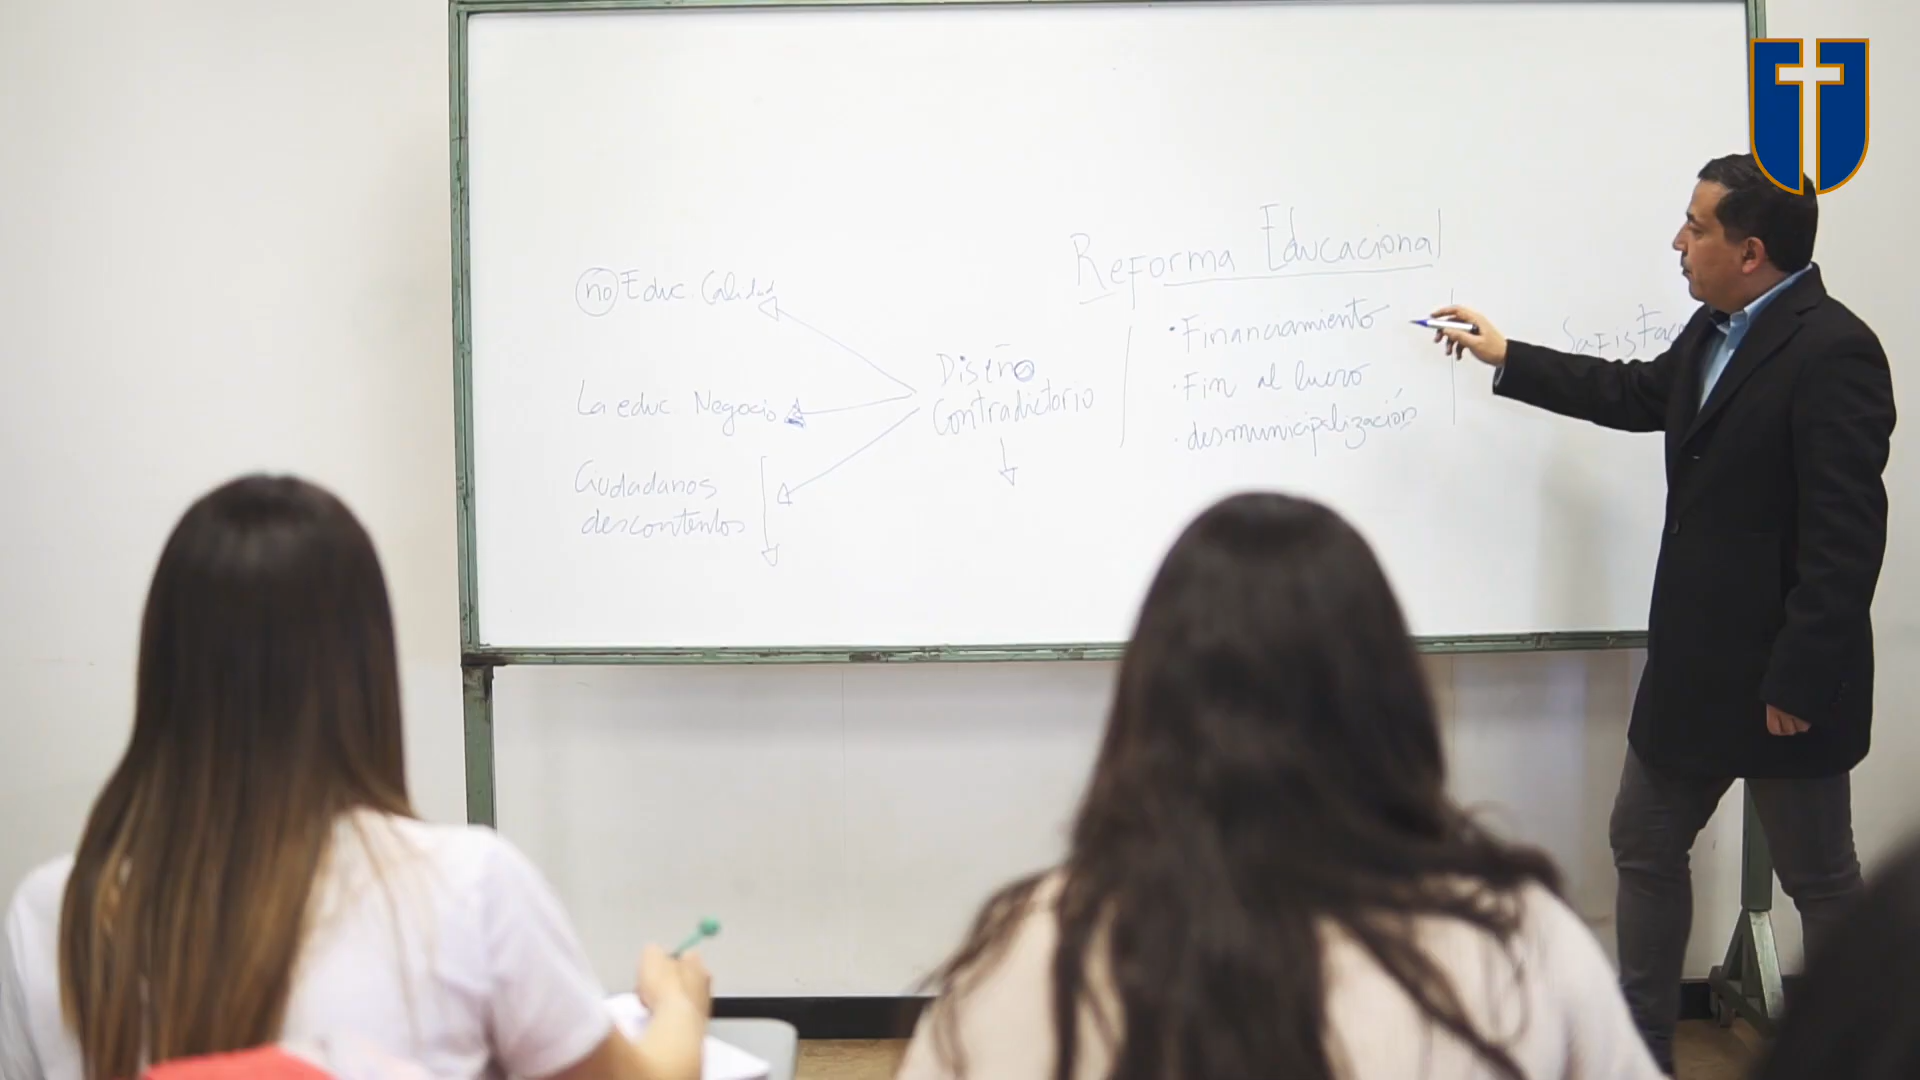 Reforma Educacional
no Educ. Calidad
La educ. Negocio
Ciudadanos
descontentos
Diseño
Contradictorio
· Financiamiento
· Fin al lucro
· desmunicipalización